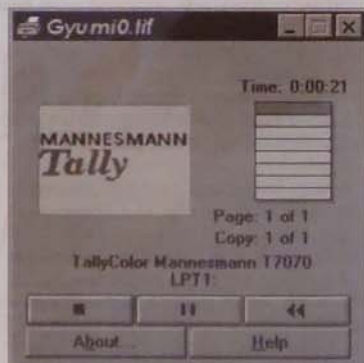 Gyumi0.tif
Time: 0:00:21
MANNESMANN
Tally
Page: 1 of 1
Copy: 1 of 1
TallyColor Mannesmann T7070
LPT1:
About...
Help